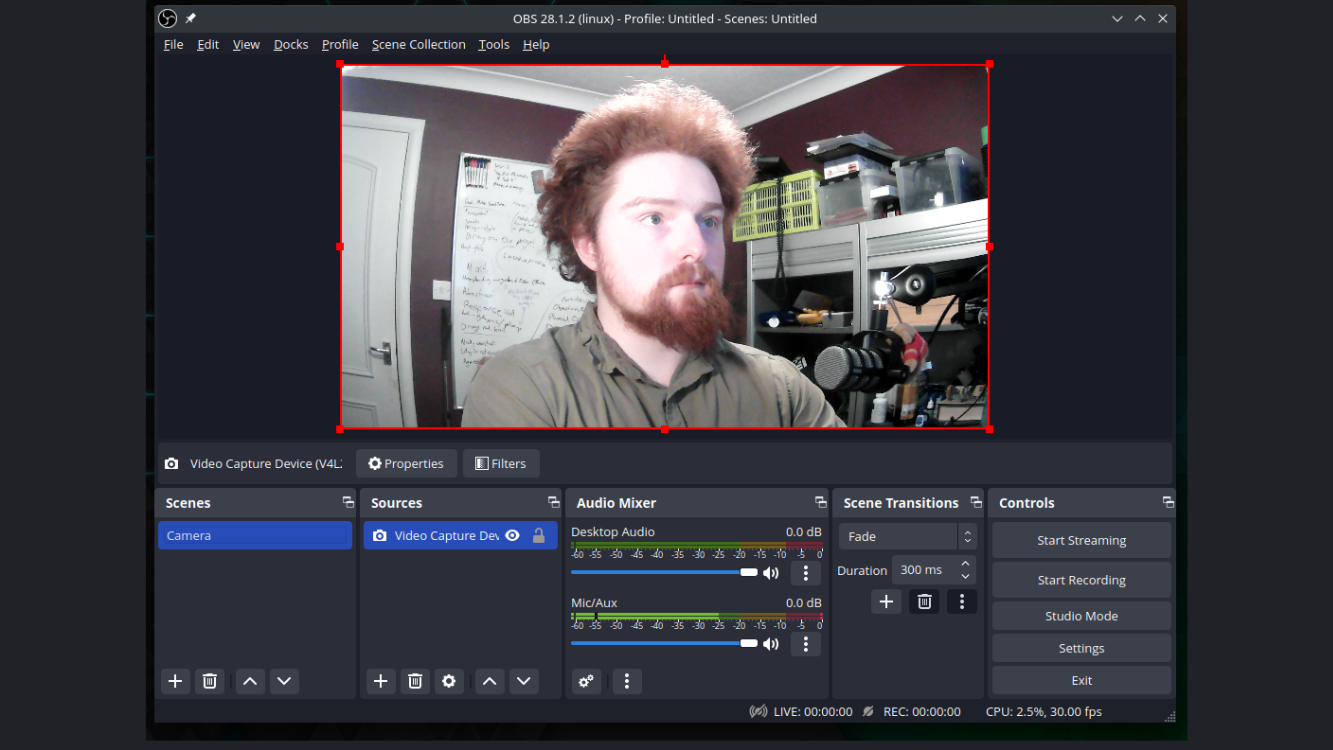 OBS 28.1.2 (linux) - Profile: Untitled - Scenes: Untitled
File Edit View Docks Profile Scene Collection Tools Help
Video Capture Device (V4L2
Properties
Filters
Scenes
Camera
Sources
Video Capture Dev
Audio Mixer
Desktop Audio 0.0 dB
-60 -55 -50 -45 -40 -35 -30 -25 -20 -15 -10 -5 0
Mic/Aux 0.0 dB
-60 -55 -50 -45 -40 -35 -30 -25 -20 -15 -10 -5 0
Scene Transitions
Fade
Duration 300 ms
Controls
Start Streaming
Start Recording
Studio Mode
Settings
Exit
LIVE: 00:00:00 REC: 00:00:00 CPU: 2.5%, 30.00 fps